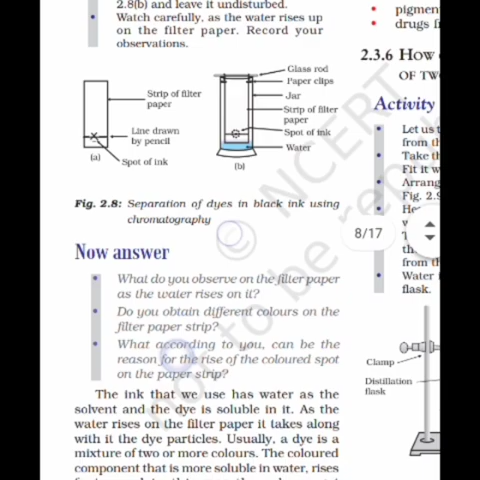 2.8(b) and leave it undisturbed.
Watch carefully, as the water rises up
on the filter paper. Record your
observations.
Glass rod
Paper clips
Jar
Strip of filter
paper
Spot of ink
Water
(b)
Strip of filter
paper
Line drawn
by pencil
Spot of ink
(a)
Fig. 2.8: Separation of dyes in black ink using
chromatography
Now answer
What do you observe on the filter paper
as the water rises on it?
Do you obtain different colours on the
filter paper strip?
What according to you, can be the
reason for the rise of the coloured spot
on the paper strip?
The ink that we use has water as the
solvent and the dye is soluble in it. As the
water rises on the filter paper it takes along
with it the dye particles. Usually, a dye is a
mixture of two or more colours. The coloured
component that is more soluble in water, rises
pigmen
drugs f
2.3.6 HOW
OF TW
Activity
Let us t
from th
Take th
Fit it w
Arrang
Fig. 2.9
He
8/17
th
from th
Water
flask.
Clamp
Distillation
flask
© NCERT
not to be rep